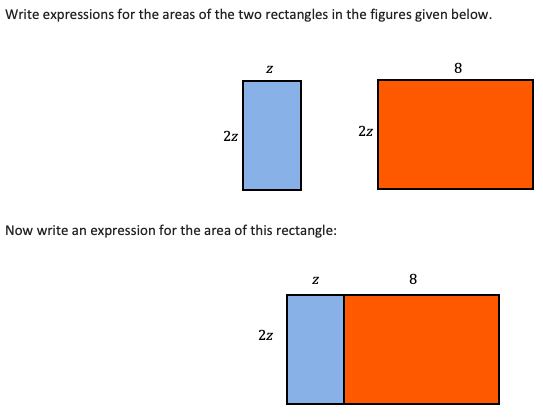 Write expressions for the areas of the two rectangles in the figures given below.
z
8
2z
2z
Now write an expression for the area of this rectangle:
z
8
2z